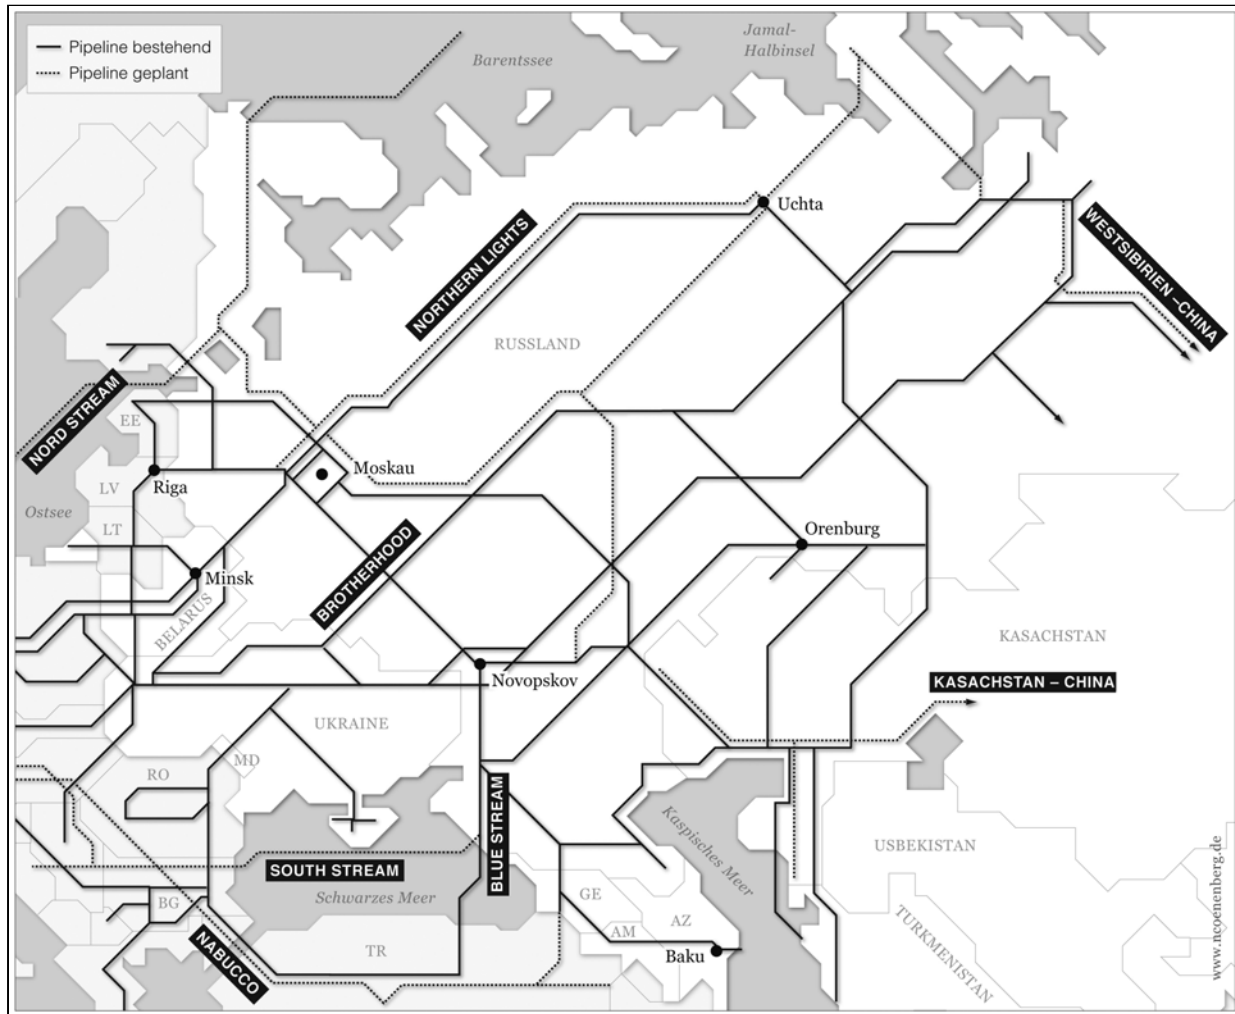 Pipeline bestehend
Pipeline geplant
Barentssee
Jamal-
Halbinsel
Uchta
NORTHERN LIGHTS
WESTSIBIRIEN –CHINA
RUSSLAND
NORD STREAM
EE
Moskau
Riga
LV
Ostsee
LT
Orenburg
BROTHERHOOD
Minsk
BELARUS
KASACHSTAN
Novopskov
KASACHSTAN – CHINA
UKRAINE
MD
RO
BLUE STREAM
Kaspisches Meer
USBEKISTAN
SOUTH STREAM
Schwarzes Meer
BG
GE
AZ
AM
TURKMENISTAN
TR
Baku
NABUCCO
www.ncoenenberg.de